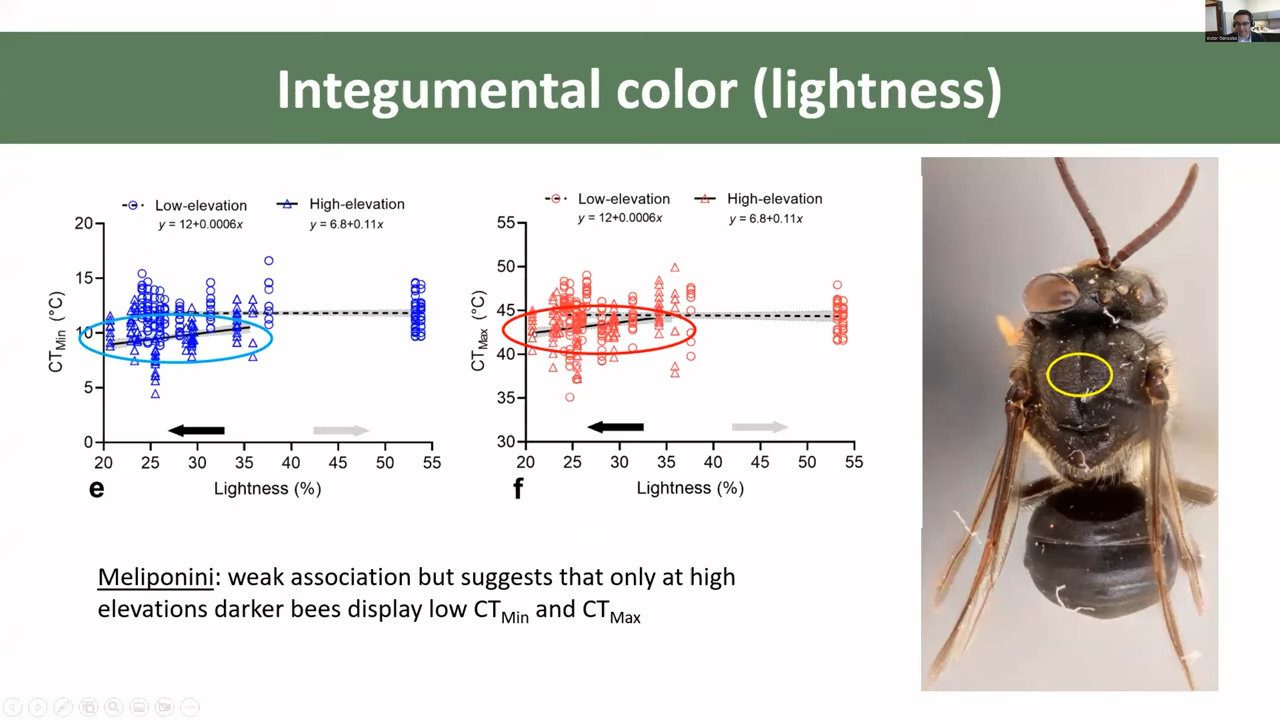 Victor Gonzalez
Integumental color (lightness)
Low-elevation
High-elevation
y = 12+0.0006x
y = 6.8+0.11x
20
15
10
5
0
CTMin (°C)
20 25 30 35 40 45 50 55
e
Lightness (%)
Low-elevation
High-elevation
y = 12+0.0006x
y = 6.8+0.11x
55
50
45
40
35
30
CTMax (°C)
20 25 30 35 40 45 50 55
f
Lightness (%)
Meliponini: weak association but suggests that only at high
elevations darker bees display low CTMin and CTMax